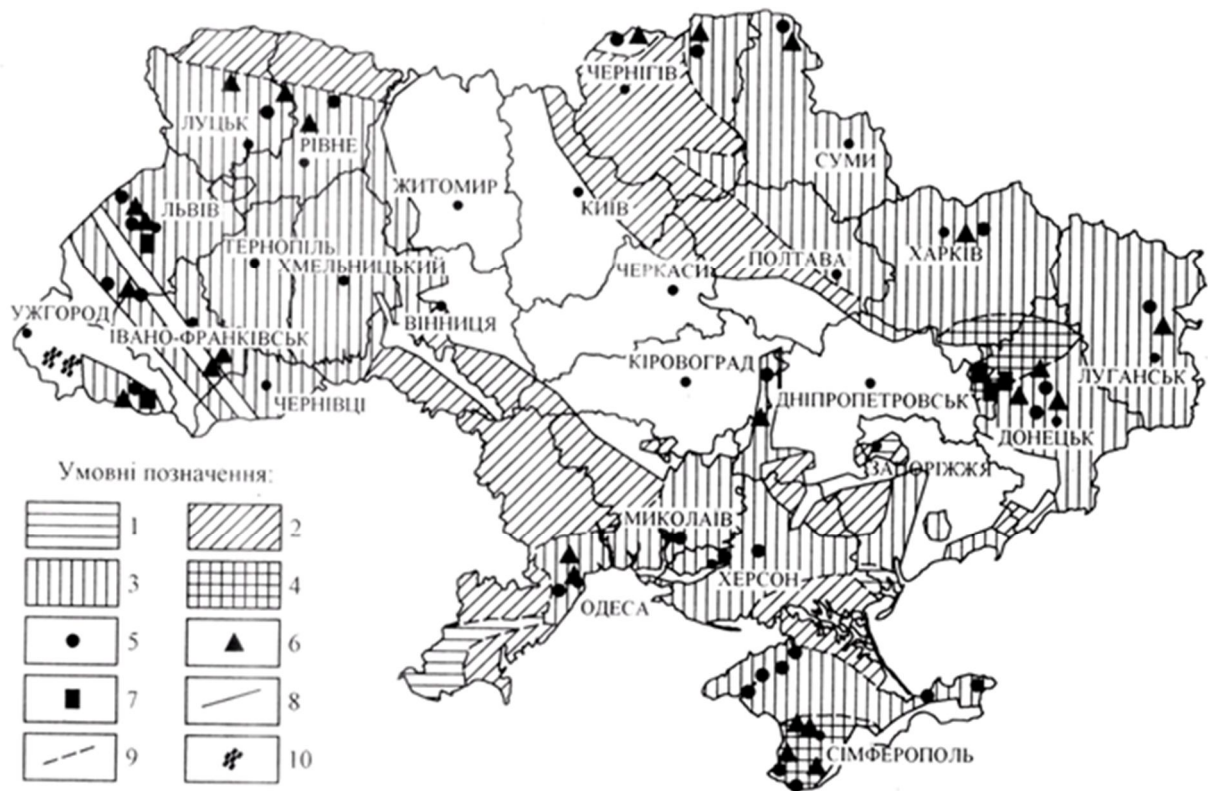 ЧЕРНІГІВ
ЛУЦЬК
РІВНЕ
СУМИ
ЖИТОМИР
КИЇВ
ЛЬВІВ
ТЕРНОПІЛЬ
ХМЕЛЬНИЦЬКИЙ
ПОЛТАВА
ХАРКІВ
ЧЕРКАСИ
УЖГОРОД
ВІННИЦЯ
ІВАНО-ФРАНКІВСЬК
КІРОВОГРАД
ЛУГАНСЬК
ЧЕРНІВЦІ
ДНІПРОПЕТРОВСЬК
ДОНЕЦЬК
ЗАПОРІЖЖЯ
МИКОЛАЇВ
ХЕРСОН
ОДЕСА
СІМФЕРОПОЛЬ
Умовні позначення:
1 2
3 4
5 6
7 8
9 10